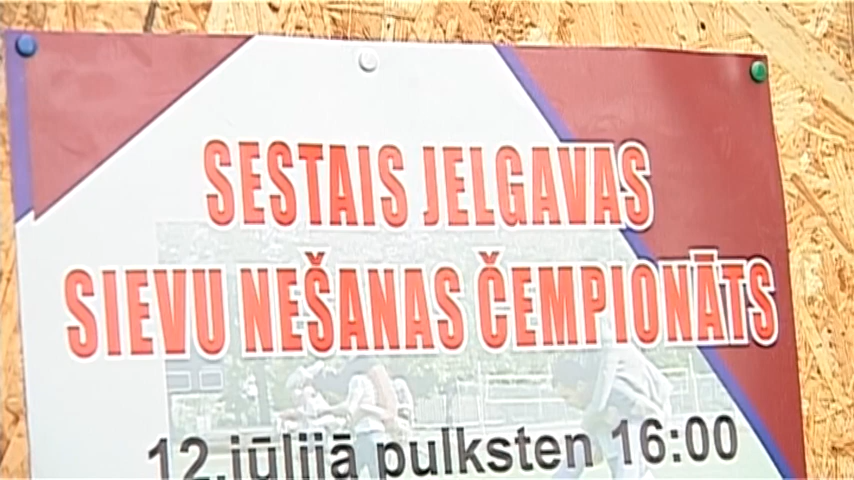 SESTAIS JELGAVAS
SIEVU NEŠANAS ČEMPIONĀTS
12.jūlijā pulksten 16:00